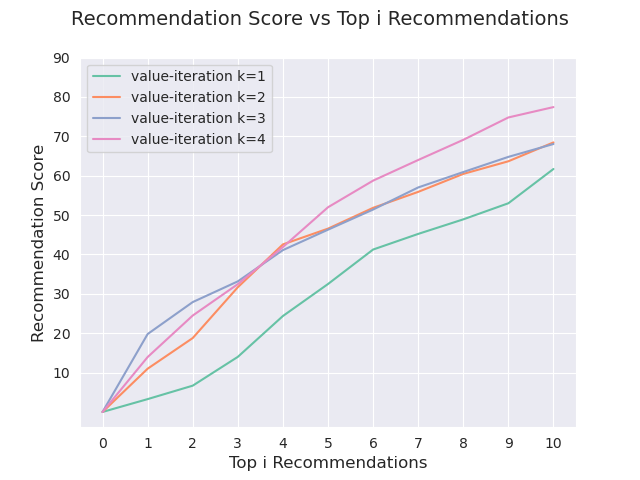 Recommendation Score vs Top i Recommendations
90
80
70
60
50
40
30
20
10
Recommendation Score
value-iteration k=1
value-iteration k=2
value-iteration k=3
value-iteration k=4
0 1 2 3 4 5 6 7 8 9 10
Top i Recommendations